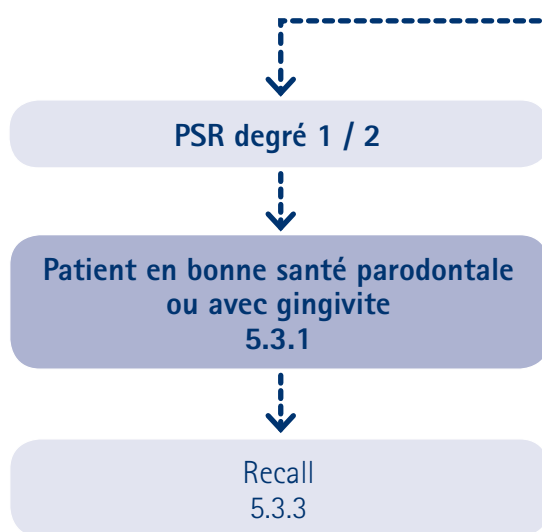 PSR degré 1 / 2
Patient en bonne santé parodontale
ou avec gingivite
5.3.1
Recall
5.3.3